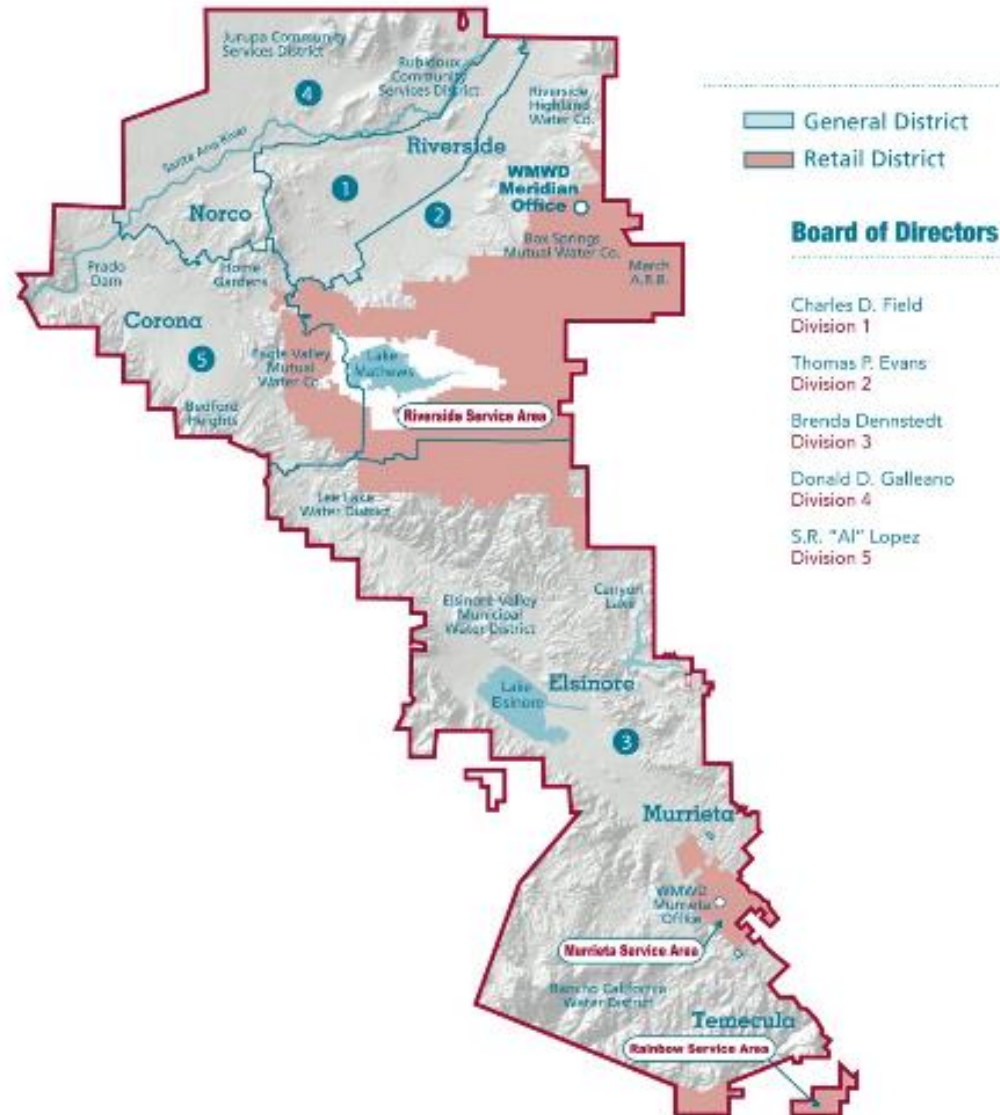 Jurupa Community
Services District
4
Rubidoux
Community
Services District
Riverside
Highland
Water Co.
Santa Ana River
Riverside
1
2
WMWD
Meridian
Office
Norco
Box Springs
Mutual Water Co.
March
A.R.B.
Prado
Dam
Home
Gardens
Corona
5
Eagle Valley
Mutual
Water Co.
Lake
Mathews
Bedford
Heights
Riverside Service Area
Lee Lake
Water District
Elsinore Valley
Municipal
Water District
Canyon
Lake
Elsinore
Lake
Elsinore
3
Murrieta
WMWD
Murrieta
Office
Murrieta Service Area
Rancho California
Water District
Temecula
Rainbow Service Area
General District
Retail District
Board of Directors
Charles D. Field
Division 1
Thomas P. Evans
Division 2
Brenda Dennstedt
Division 3
Donald D. Galleano
Division 4
S.R. "Al" Lopez
Division 5